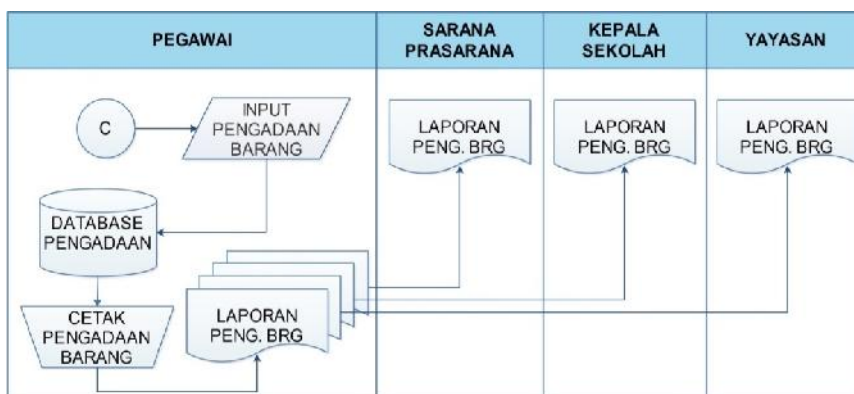 PEGAWAI
SARANA
PRASARANA
KEPALA
SEKOLAH
YAYASAN
C
INPUT
PENGADAAN
BARANG
LAPORAN
PENG. BRG
LAPORAN
PENG. BRG
LAPORAN
PENG. BRG
DATABASE
PENGADAAN
CETAK
PENGADAAN
BARANG
LAPORAN
PENG. BRG